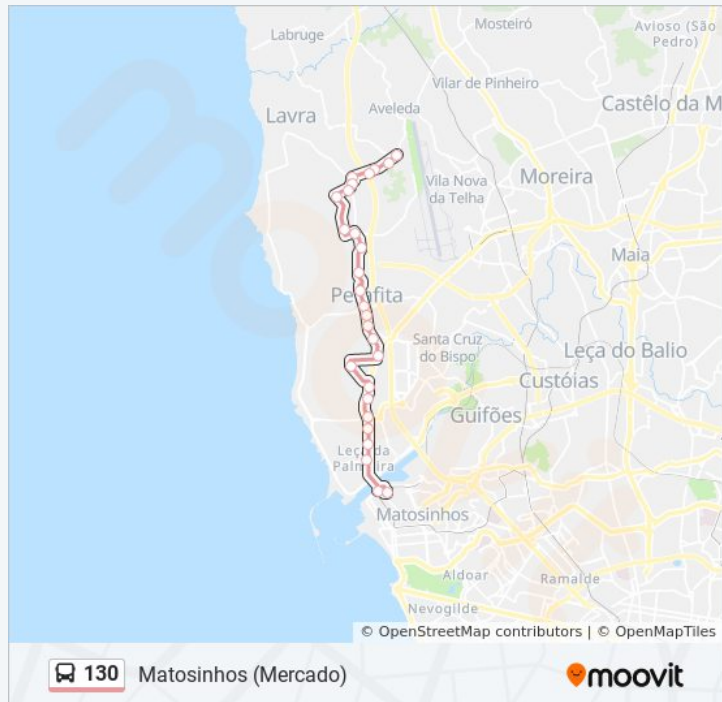 Mosteiró
Avioso (São
Pedro)
Labruge
Vilar de Pinheiro
Castêlo da M
Aveleda
Lavra
Moreira
Vila Nova
da Telha
Maia
Perafita
Santa Cruz
do Bispo
Leça do Balio
Custóias
Guifões
Leça da
Palmeira
Matosinhos
Aldoar
Ramalde
Nevogilde
© OpenStreetMap contributors | © OpenMapTiles
130 Matosinhos (Mercado)
moovit